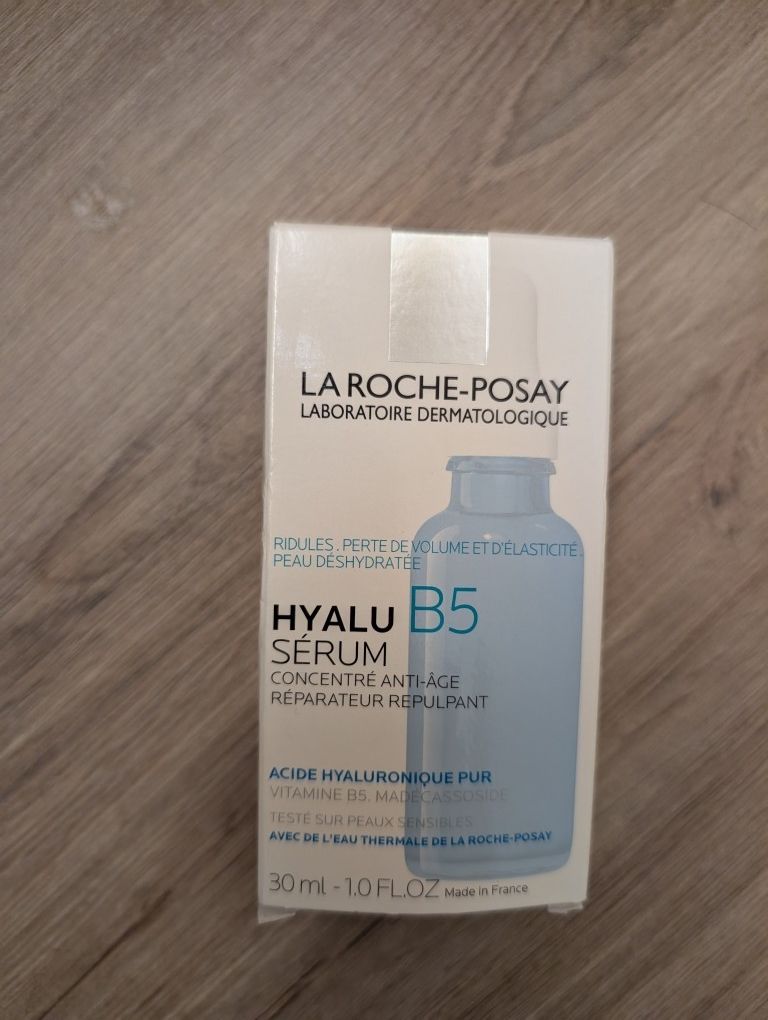 LA ROCHE-POSAY
LABORATOIRE DERMATOLOGIQUE
RIDULES. PERTE DE VOLUME ET D'ÉLASTICITÉ.
PEAU DÉSHYDRATÉE
HYALU B5
SÉRUM
CONCENTRÉ ANTI-ÂGE
RÉPARATEUR REPULPANT
ACIDE HYALURONIQUE PUR
VITAMINE B5. MADÉCASSOSIDE
TESTÉ SUR PEAUX SENSIBLES
AVEC DE L'EAU THERMALE DE LA ROCHE-POSAY
30 ml - 1.0 FL.OZ Made in France